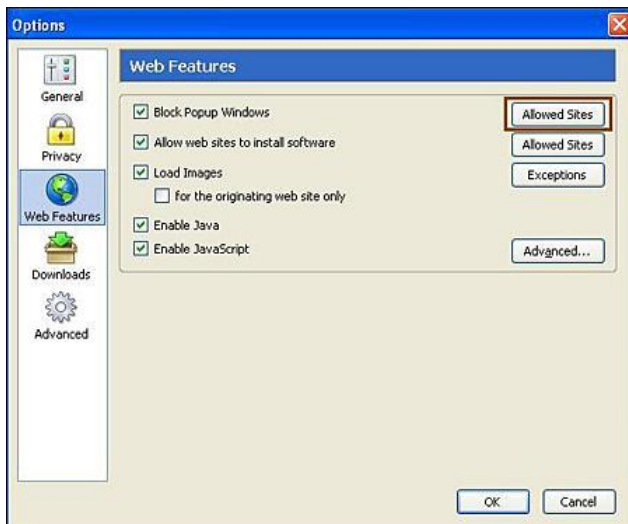 Options
General
Privacy
Web Features
Downloads
Advanced
Web Features
Block Popup Windows
Allowed Sites
Allow web sites to install software
Allowed Sites
Load Images
Exceptions
for the originating web site only
Enable Java
Enable JavaScript
Advanced...
OK
Cancel